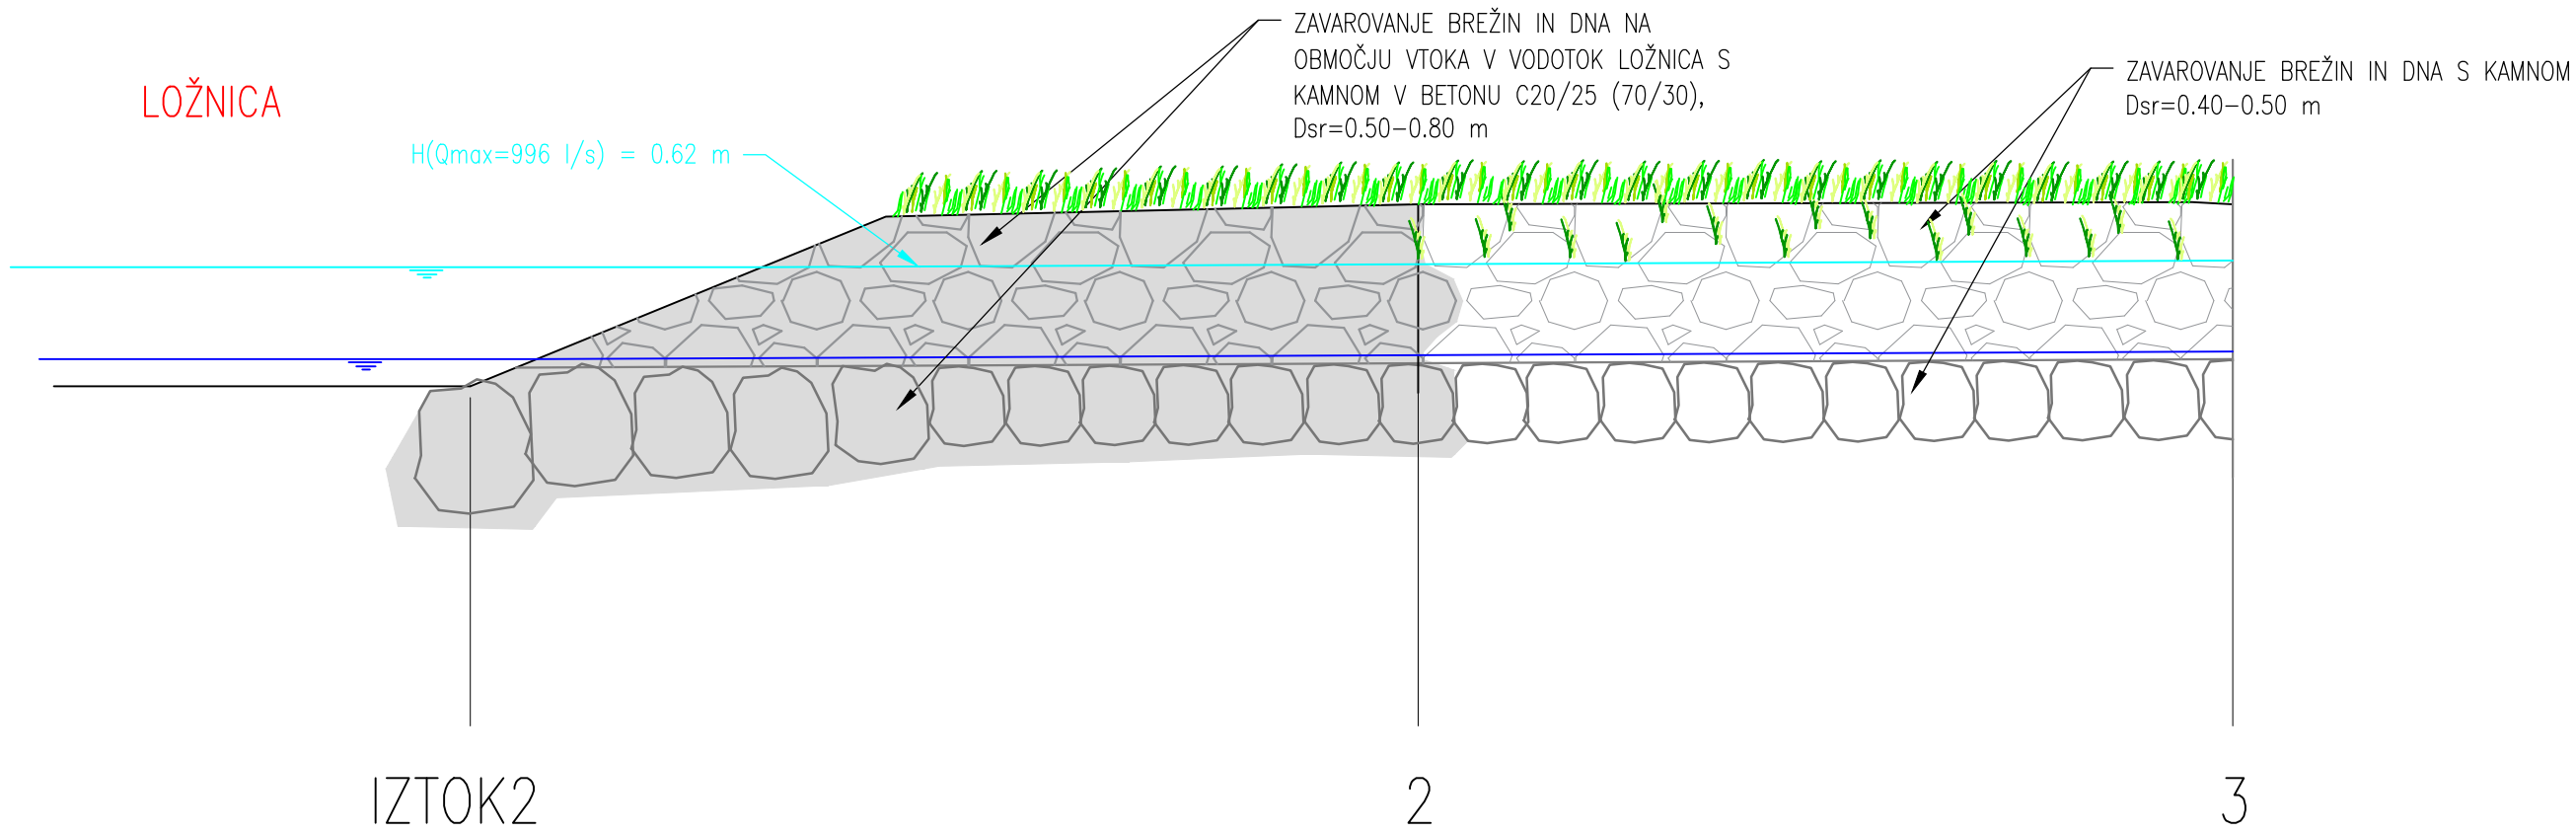 ZAVAROVANJE BREŽIN IN DNA NA
OBMOČJU VTOKA V VODOTOK LOŽNICA S
KAMNOM V BETONU C20/25 (70/30),
Dsr=0.50-0.80 m
ZAVAROVANJE BREŽIN IN DNA S KAMNOM
Dsr=0.40-0.50 m
LOŽNICA
H(Qmax=996 l/s) = 0.62 m
IZTOK2
2
3